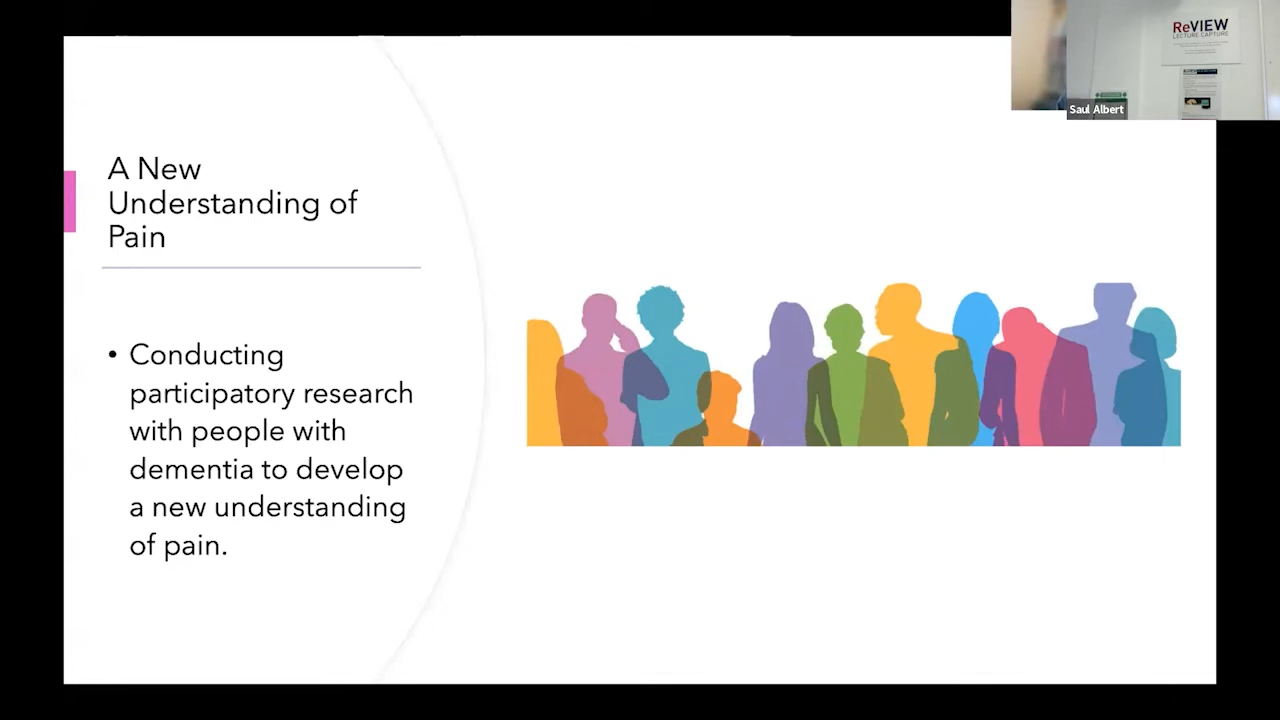 ReVIEW
LECTURE CAPTURE
Saul Albert
A New
Understanding of
Pain
• Conducting
participatory research
with people with
dementia to develop
a new understanding
of pain.